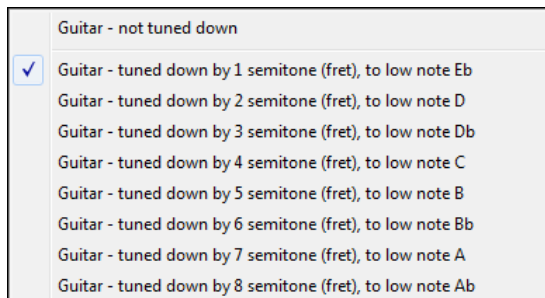 Guitar - not tuned down
Guitar - tuned down by 1 semitone (fret), to low note Eb
Guitar - tuned down by 2 semitone (fret), to low note D
Guitar - tuned down by 3 semitone (fret), to low note Db
Guitar - tuned down by 4 semitone (fret), to low note C
Guitar - tuned down by 5 semitone (fret), to low note B
Guitar - tuned down by 6 semitone (fret), to low note Bb
Guitar - tuned down by 7 semitone (fret), to low note A
Guitar - tuned down by 8 semitone (fret), to low note Ab